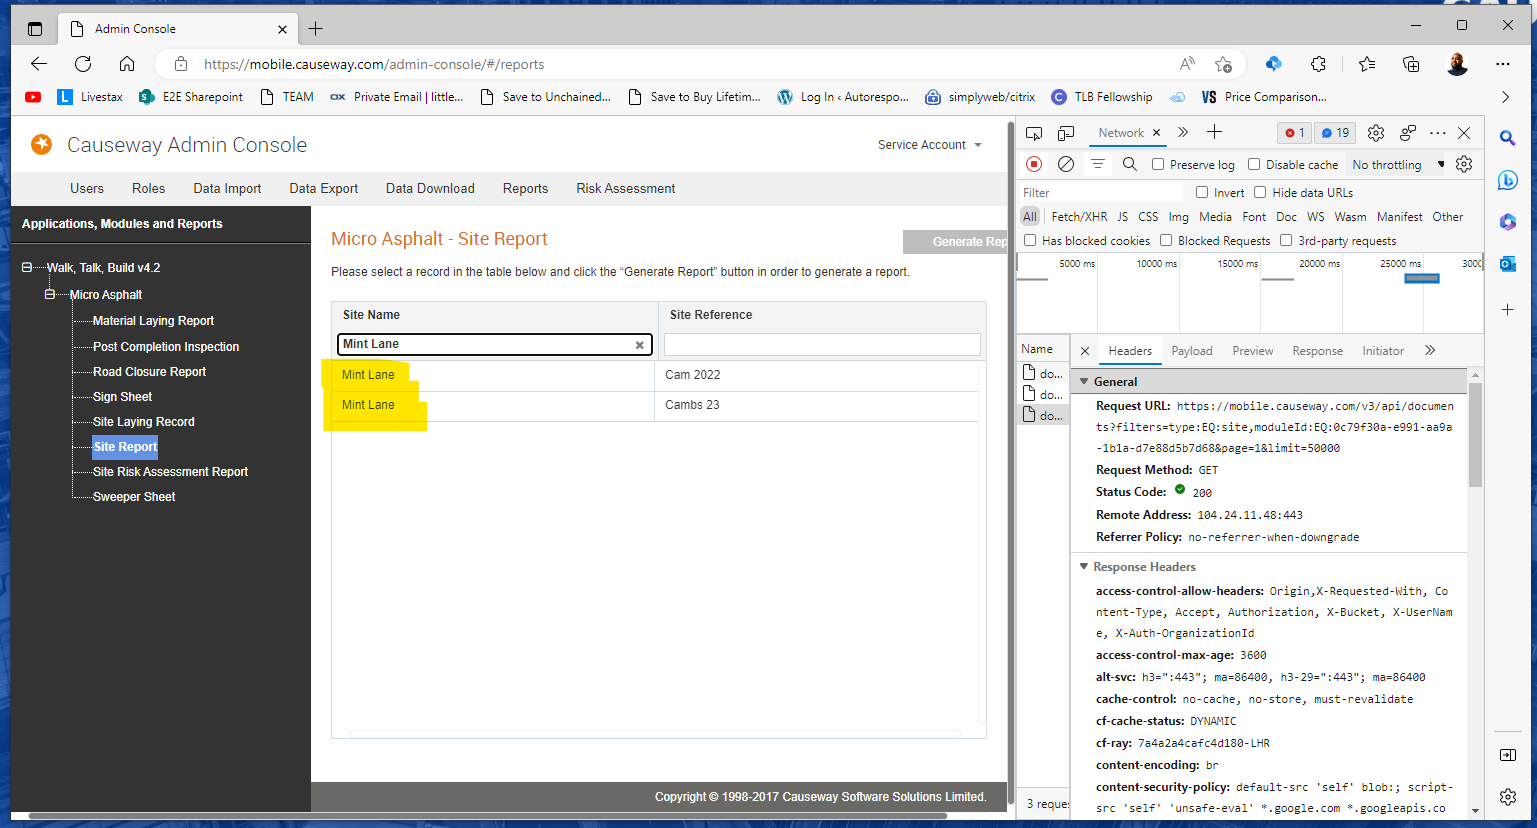 Admin Console
https://mobile.causeway.com/admin-console/#/reports
Livestax
E2E Sharepoint
TEAM
Private Email | little...
Save to Unchained...
Save to Buy Lifetim...
Log In ‹ Autorespo...
simplyweb/citrix
TLB Fellowship
VS Price Comparison...
Causeway Admin Console
Service Account
Users Roles Data Import Data Export Data Download Reports Risk Assessment
Applications, Modules and Reports
Walk, Talk, Build v4.2
Micro Asphalt
Material Laying Report
Post Completion Inspection
Road Closure Report
Sign Sheet
Site Laying Record
Site Report
Site Risk Assessment Report
Sweeper Sheet
Micro Asphalt - Site Report
Generate Rep
Please select a record in the table below and click the “Generate Report” button in order to generate a report.
Site Name Site Reference
Mint Lane
Mint Lane Cam 2022
Mint Lane Cambs 23
Copyright © 1998-2017 Causeway Software Solutions Limited.
Network
1
19
Preserve log Disable cache No throttling
Filter Invert Hide data URLs
All Fetch/XHR JS CSS Img Media Font Doc WS Wasm Manifest Other
Has blocked cookies Blocked Requests 3rd-party requests
5000 ms 10000 ms 15000 ms 20000 ms 25000 ms 3000
Name
do...
do...
do...
3 reques
Headers Payload Preview Response Initiator
General
Request URL: https://mobile.causeway.com/v3/api/documen
ts?filters=type:EQ:site,moduleId:EQ:0c79f30a-e991-aa9a
-1b1a-d7e88d5b7d68&page=1&limit=50000
Request Method: GET
Status Code: 200
Remote Address: 104.24.11.48:443
Referrer Policy: no-referrer-when-downgrade
Response Headers
access-control-allow-headers: Origin,X-Requested-With, Co
ntent-Type, Accept, Authorization, X-Bucket, X-UserNam
e, X-Auth-OrganizationId
access-control-max-age: 3600
alt-svc: h3=":443"; ma=86400, h3-29=":443"; ma=86400
cache-control: no-cache, no-store, must-revalidate
cf-cache-status: DYNAMIC
cf-ray: 7a4a2a4cafc4d180-LHR
content-encoding: br
content-security-policy: default-src 'self' blob:; script-
src 'self' 'unsafe-eval' *.google.com *.googleapis.co